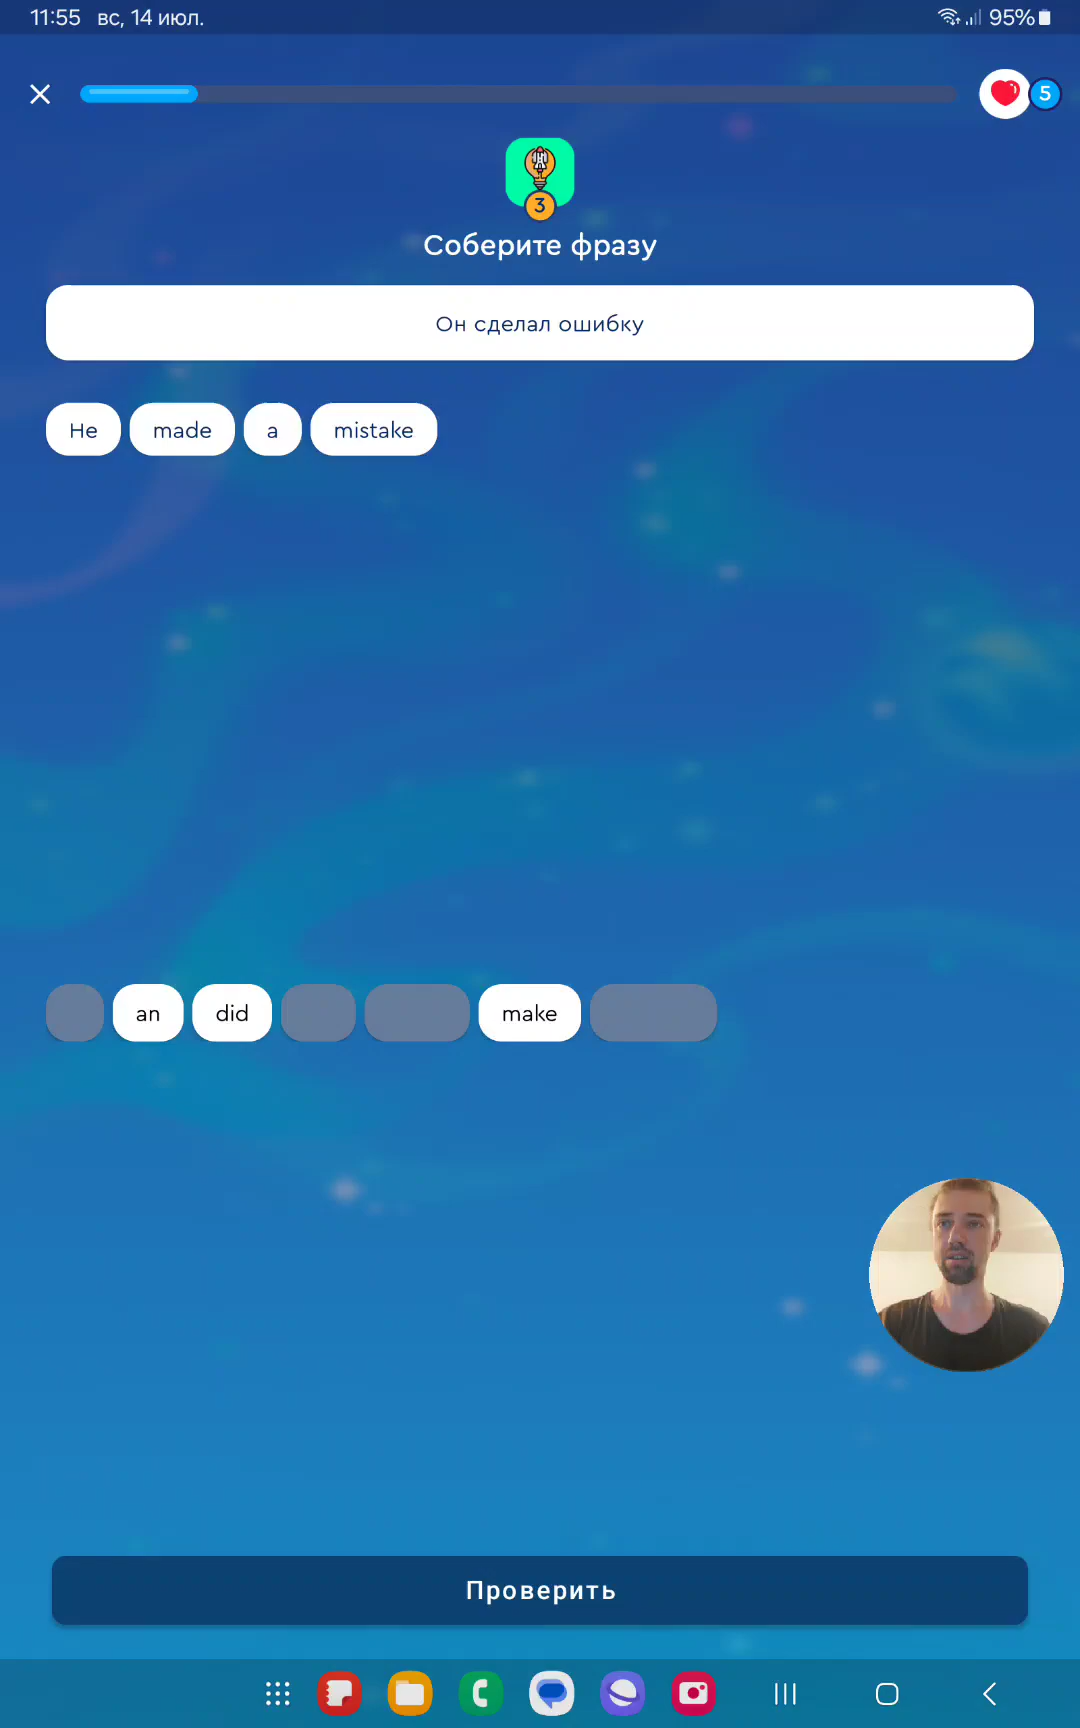 11:55 вс, 14 июл. 95%
5
3
Соберите фразу
Он сделал ошибку
He made a mistake
an did make
Проверить